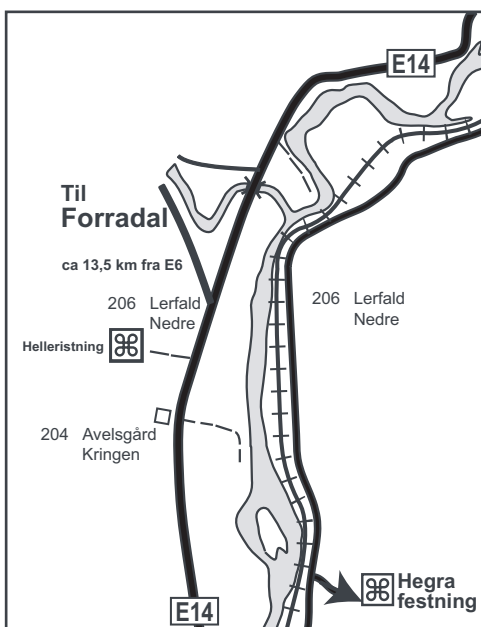 E14
Til
Forradal
ca 13,5 km fra E6
206 Lerfald
Nedre
206 Lerfald
Nedre
Helleristning
204 Avelsgård
Kringen
Hegra
festning
E14